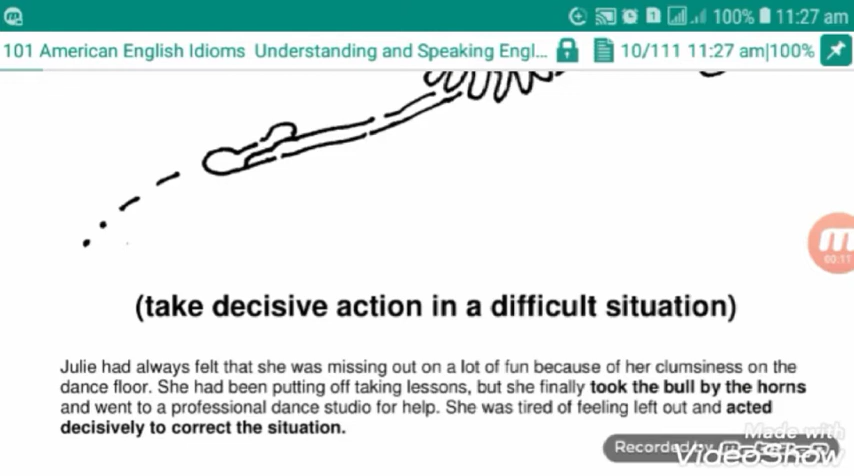 100% 11:27 am
101 American English Idioms Understanding and Speaking Engl... 10/111 11:27 am|100%
00:11
(take decisive action in a difficult situation)
Julie had always felt that she was missing out on a lot of fun because of her clumsiness on the
dance floor. She had been putting off taking lessons, but she finally took the bull by the horns
and went to a professional dance studio for help. She was tired of feeling left out and acted
decisively to correct the situation.
Made with
Recorded by
VideoShow